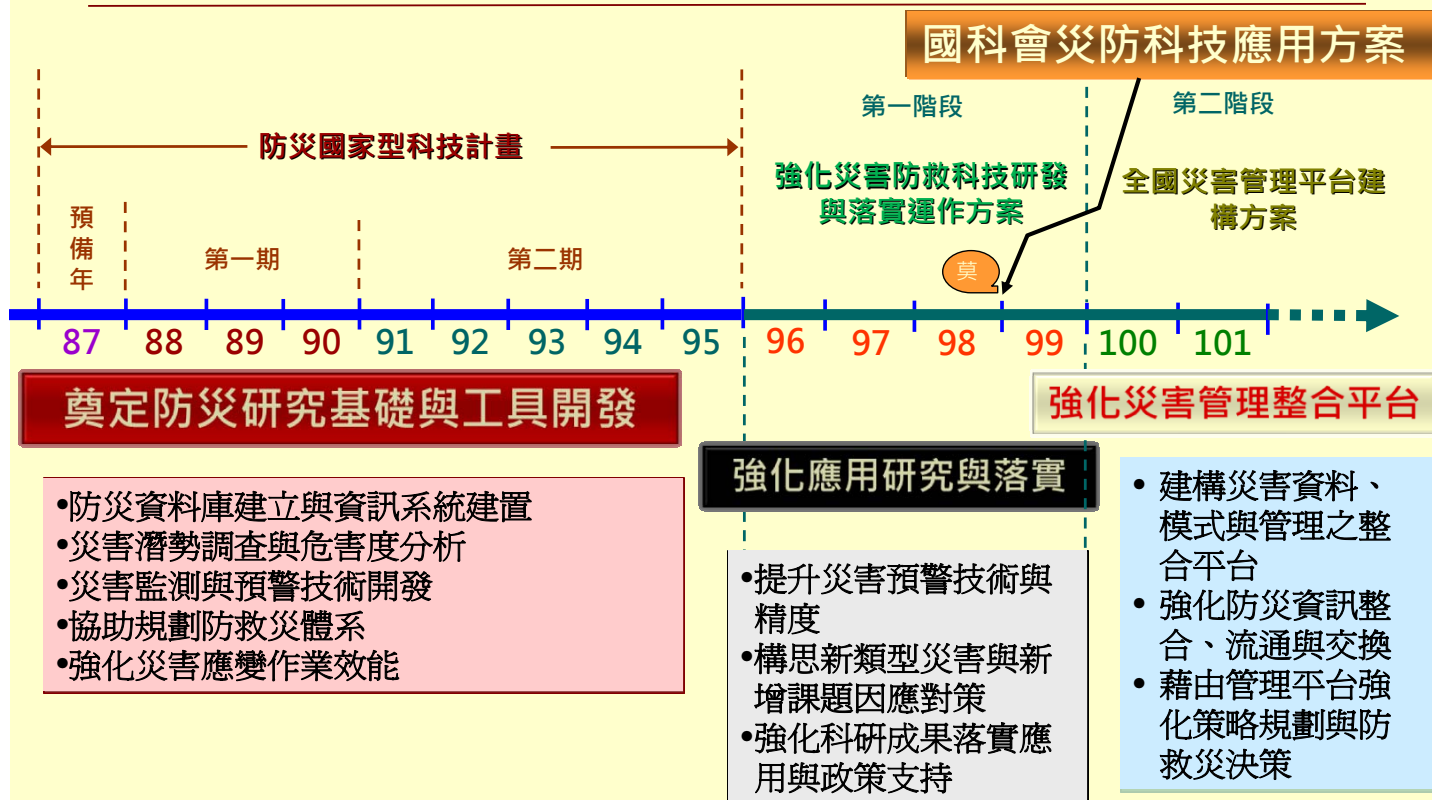 國科會災防科技應用方案
第一階段
第二階段
防災國家型科技計畫
強化災害防救科技研發
與落實運作方案
全國災害管理平台建
構方案
預
備
年
第一期
第二期
莫
87 88 89 90 91 92 93 94 95 96 97 98 99 100 101
奠定防災研究基礎與工具開發
強化災害管理整合平台
強化應用研究與落實
•防災資料庫建立與資訊系統建置
•災害潛勢調查與危害度分析
•災害監測與預警技術開發
•協助規劃防救災體系
•強化災害應變作業效能
•提升災害預警技術與
精度
•構思新類型災害與新
增課題因應對策
•強化科研成果落實應
用與政策支持
• 建構災害資料、
模式與管理之整
合平台
• 強化防災資訊整
合、流通與交換
• 藉由管理平台強
化策略規劃與防
救災決策